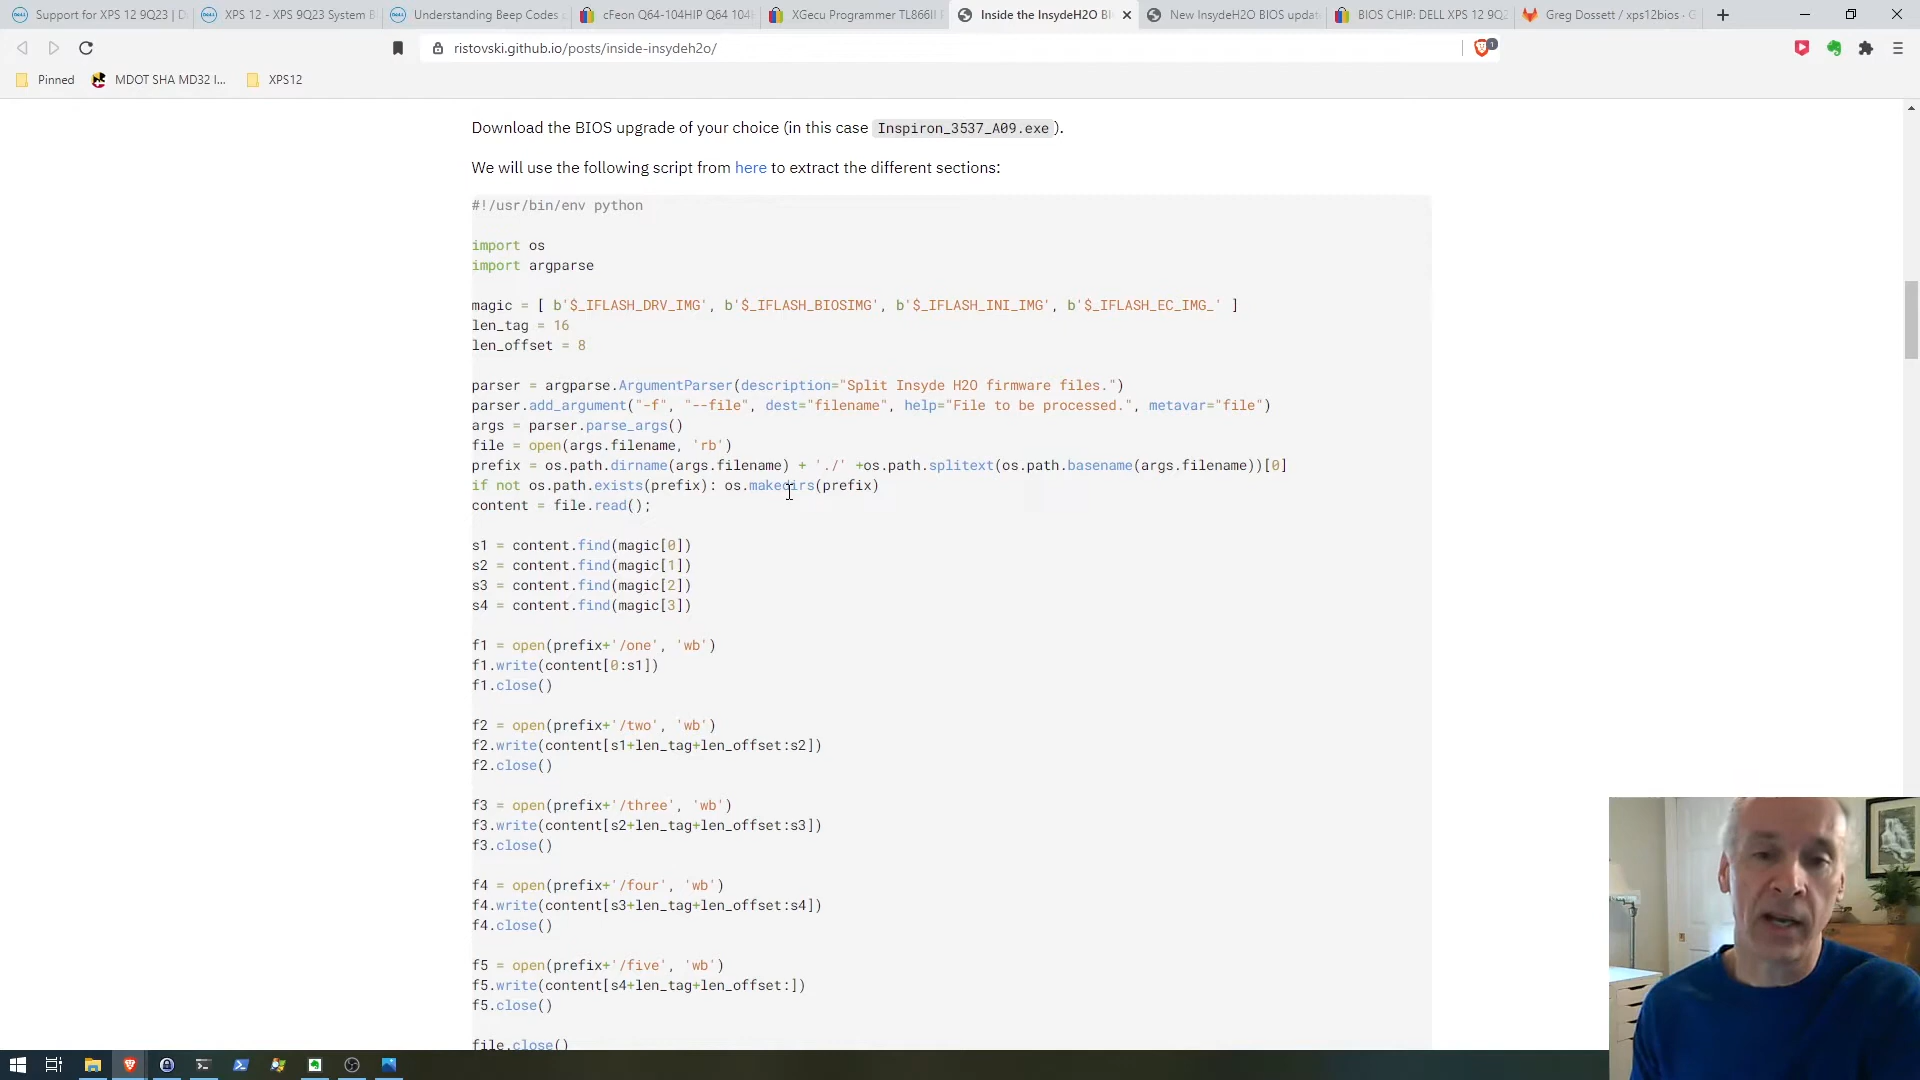 Support for XPS 12 9Q23 | D
XPS 12 - XPS 9Q23 System B
Understanding Beep Codes
cFeon Q64-104HIP Q64 104
XGecu Programmer TL866II
Inside the InsydeH2O BI
New InsydeH2O BIOS updat
BIOS CHIP: DELL XPS 12 9Q2
Greg Dossett / xps12bios - G
ristovski.github.io/posts/inside-insydeh2o/
1
Pinned
MDOT SHA MD32 I...
XPS12
Download the BIOS upgrade of your choice (in this case Inspiron_3537_A09.exe ).
We will use the following script from here to extract the different sections:
#!/usr/bin/env python
import os
import argparse
magic = [ b'$_IFLASH_DRV_IMG', b'$_IFLASH_BIOSIMG', b'$_IFLASH_INI_IMG', b'$_IFLASH_EC_IMG_' ]
len_tag = 16
len_offset = 8
parser = argparse.ArgumentParser(description="Split Insyde H2O firmware files.")
parser.add_argument("-f", "--file", dest="filename", help="File to be processed.", metavar="file")
args = parser.parse_args()
file = open(args.filename, 'rb')
prefix = os.path.dirname(args.filename) + './' +os.path.splitext(os.path.basename(args.filename))[0]
if not os.path.exists(prefix): os.makedirs(prefix)
content = file.read();
s1 = content.find(magic[0])
s2 = content.find(magic[1])
s3 = content.find(magic[2])
s4 = content.find(magic[3])
f1 = open(prefix+'/one', 'wb')
f1.write(content[0:s1])
f1.close()
f2 = open(prefix+'/two', 'wb')
f2.write(content[s1+len_tag+len_offset:s2])
f2.close()
f3 = open(prefix+'/three', 'wb')
f3.write(content[s2+len_tag+len_offset:s3])
f3.close()
f4 = open(prefix+'/four', 'wb')
f4.write(content[s3+len_tag+len_offset:s4])
f4.close()
f5 = open(prefix+'/five', 'wb')
f5.write(content[s4+len_tag+len_offset:])
f5.close()
file.close()